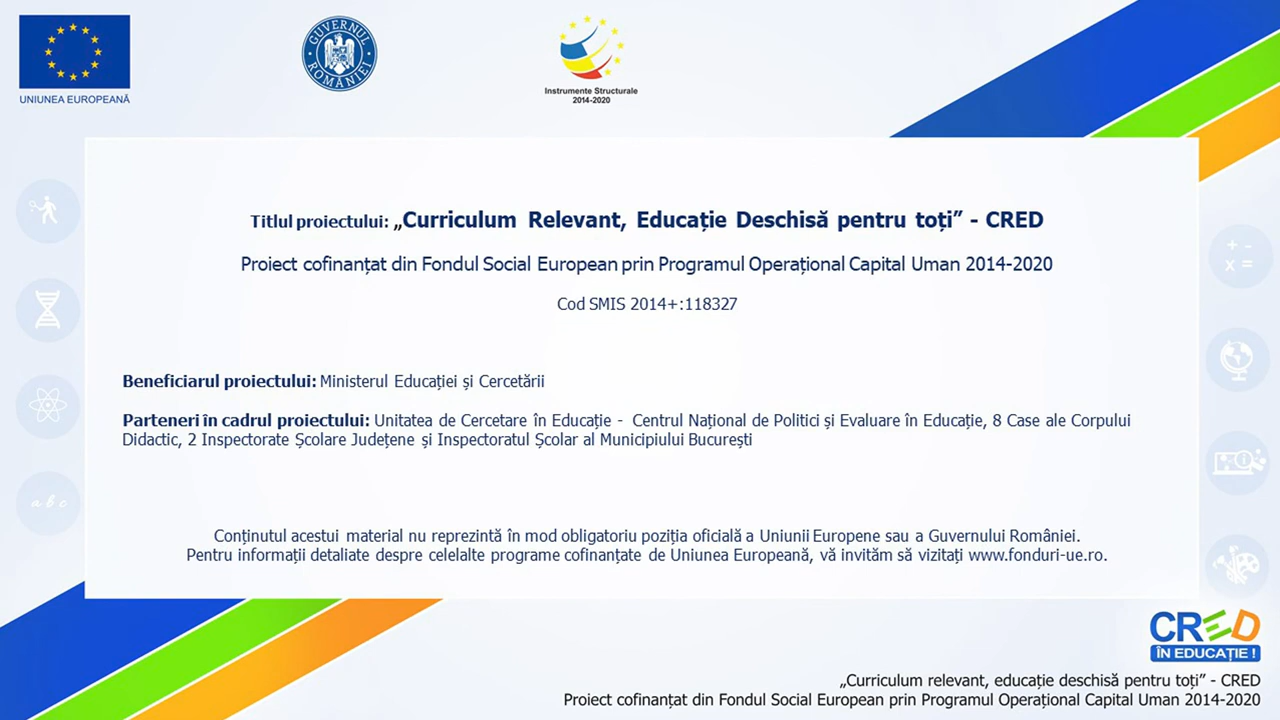 UNIUNEA EUROPEANĂ
GUVERNUL ROMÂNIEI
Instrumente Structurale
2014-2020
Titlul proiectului: „Curriculum Relevant, Educație Deschisă pentru toți” - CRED
Proiect cofinanțat din Fondul Social European prin Programul Operațional Capital Uman 2014-2020
Cod SMIS 2014+:118327
Beneficiarul proiectului: Ministerul Educației și Cercetării
Parteneri în cadrul proiectului: Unitatea de Cercetare în Educație - Centrul Național de Politici și Evaluare în Educație, 8 Case ale Corpului
Didactic, 2 Inspectorate Școlare Județene și Inspectoratul Școlar al Municipiului București
Conținutul acestui material nu reprezintă în mod obligatoriu poziția oficială a Uniunii Europene sau a Guvernului României.
Pentru informații detaliate despre celelalte programe cofinanțate de Uniunea Europeană, vă invităm să vizitați www.fonduri-ue.ro.
+ -
x =
a b c
CRED
ÎN EDUCAȚIE !
„Curriculum relevant, educație deschisă pentru toți” - CRED
Proiect cofinanțat din Fondul Social European prin Programul Operațional Capital Uman 2014-2020